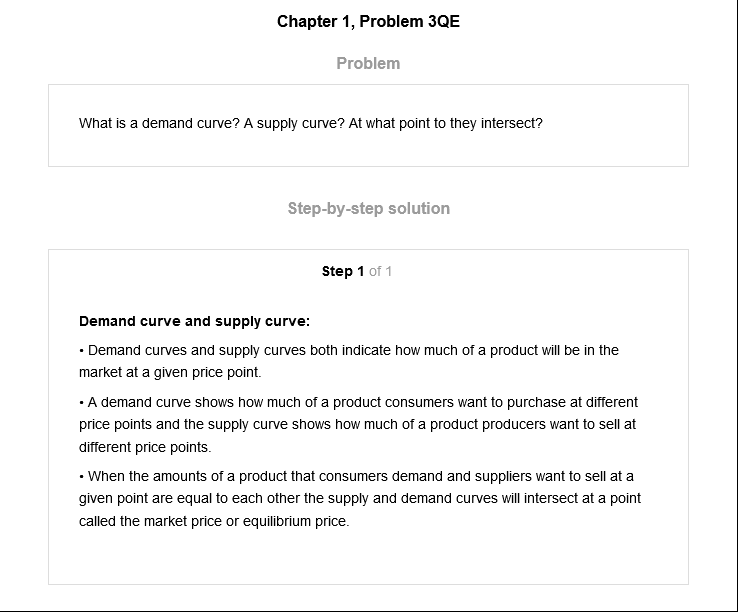 Chapter 1, Problem 3QE
Problem
What is a demand curve? A supply curve? At what point to they intersect?
Step-by-step solution
Step 1 of 1
Demand curve and supply curve:
• Demand curves and supply curves both indicate how much of a product will be in the
market at a given price point.
• A demand curve shows how much of a product consumers want to purchase at different
price points and the supply curve shows how much of a product producers want to sell at
different price points.
• When the amounts of a product that consumers demand and suppliers want to sell at a
given point are equal to each other the supply and demand curves will intersect at a point
called the market price or equilibrium price.